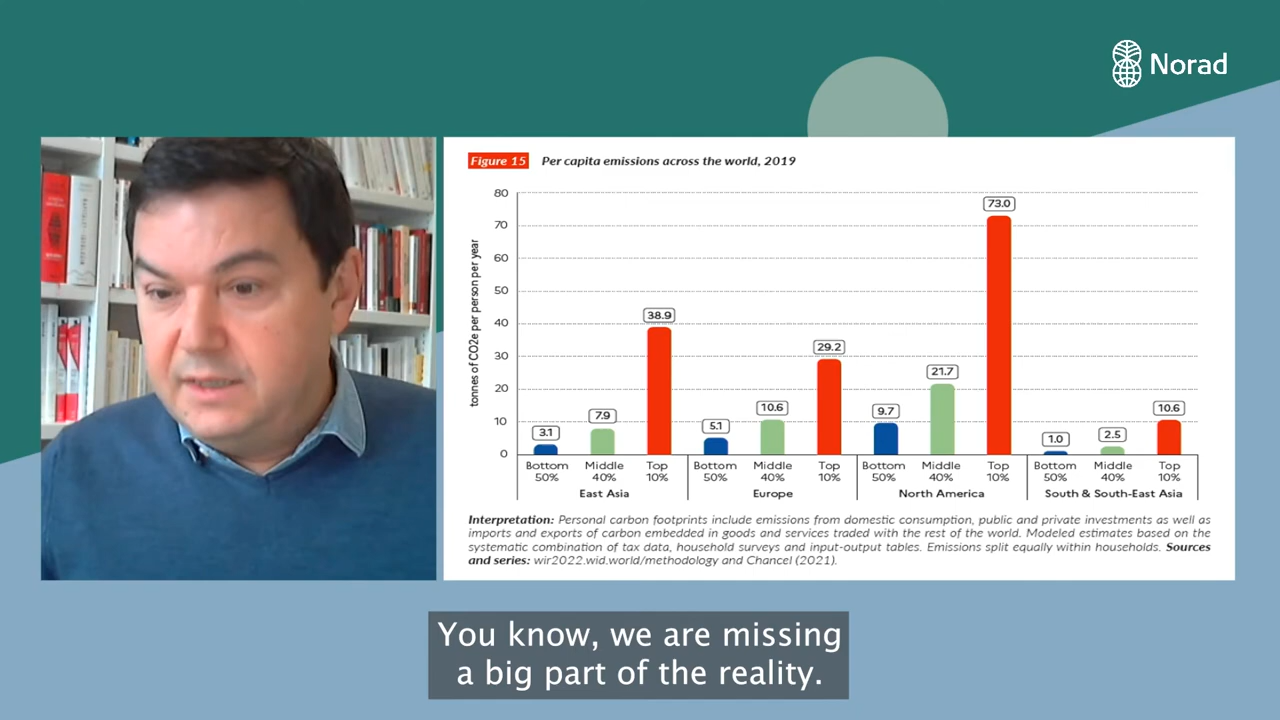 Norad
Figure 15 Per capita emissions across the world, 2019
tonnes of CO2e per person per year
80
70
60
50
40
30
20
10
0
3.1
7.9
38.9
5.1
10.6
29.2
9.7
21.7
73.0
1.0
2.5
10.6
Bottom 50%
Middle 40%
Top 10%
Bottom 50%
Middle 40%
Top 10%
Bottom 50%
Middle 40%
Top 10%
Bottom 50%
Middle 40%
Top 10%
East Asia
Europe
North America
South & South-East Asia
Interpretation: Personal carbon footprints include emissions from domestic consumption, public and private investments as well as
imports and exports of carbon embedded in goods and services traded with the rest of the world. Modeled estimates based on the
systematic combination of tax data, household surveys and input-output tables. Emissions split equally within households. Sources
and series: wir2022.wid.world/methodology and Chancel (2021).
You know, we are missing
a big part of the reality.